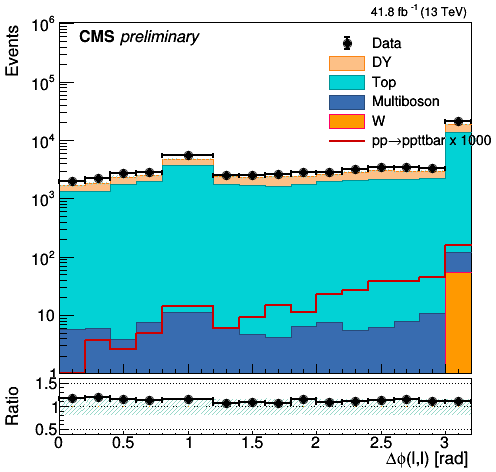 41.8 fb⁻¹ (13 TeV)
CMS preliminary
Data
DY
Top
Multiboson
W
pp→ppttbar x 1000
Events
10⁶
10⁵
10⁴
10³
10²
10
1
Ratio
1.5
1
0.5
0 0.5 1 1.5 2 2.5 3
Δϕ(l,l) [rad]